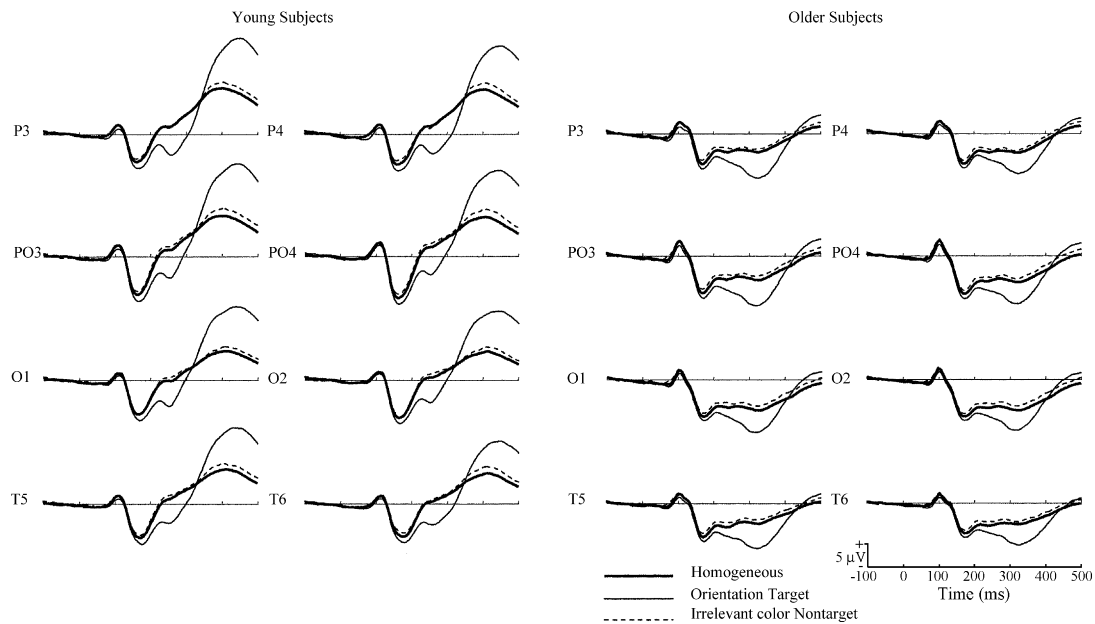 Young Subjects
Older Subjects
P3
P4
P3
P4
PO3
PO4
PO3
PO4
O1
O2
O1
O2
T5
T6
T5
T6
+
5 μV
-100 0 100 200 300 400 500
Time (ms)
Homogeneous
Orientation Target
Irrelevant color Nontarget